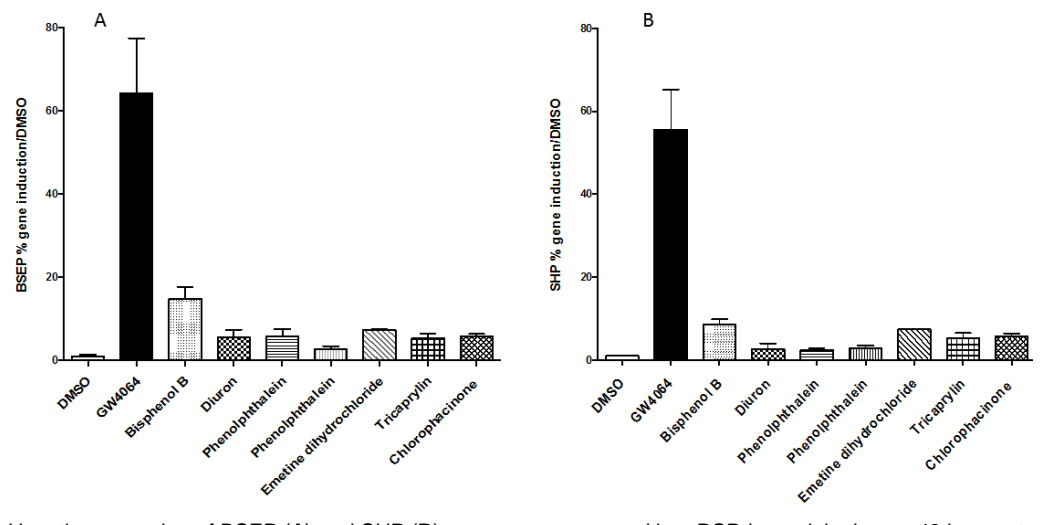 A
BSEP % gene induction/DMSO
80
60
40
20
0
DMSO
GW4064
Bisphenol B
Diuron
Phenolphthalein
Phenolphthalein
Emetine dihydrochloride
Tricaprylin
Chlorophacinone
B
SHP % gene induction/DMSO
80
60
40
20
0
DMSO
GW4064
Bisphenol B
Diuron
Phenolphthalein
Phenolphthalein
Emetine dihydrochloride
Tricaprylin
Chlorophacinone